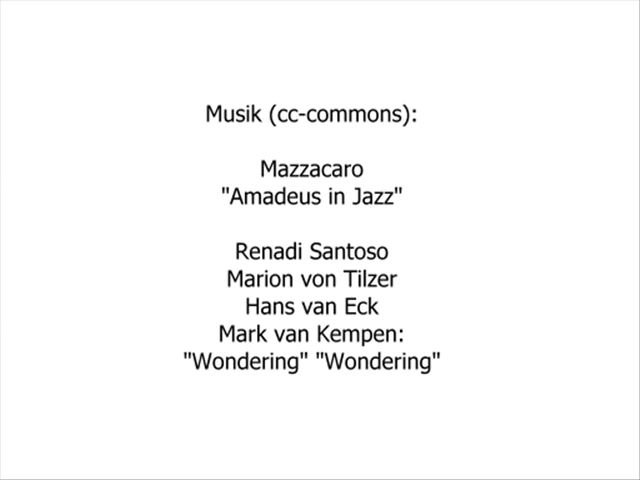 Musik (cc-commons):
Mazzacaro
"Amadeus in Jazz"
Renadi Santoso
Marion von Tilzer
Hans van Eck
Mark van Kempen:
"Wondering" "Wondering"